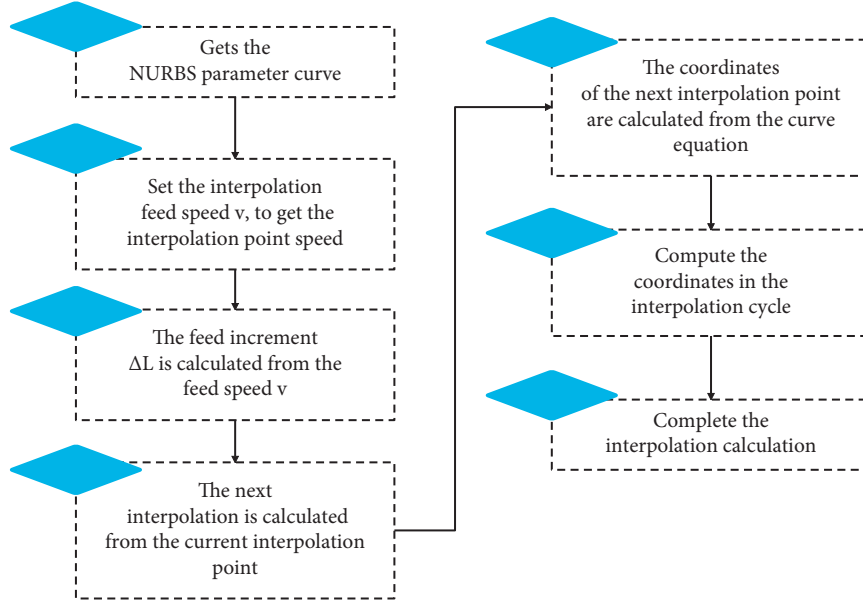 Gets the
NURBS parameter curve
Set the interpolation
feed speed v, to get the
interpolation point speed
The feed increment
ΔL is calculated from the
feed speed v
The next
interpolation is calculated
from the current interpolation
point
The coordinates
of the next interpolation point
are calculated from the curve
equation
Compute the
coordinates in the
interpolation cycle
Complete the
interpolation calculation